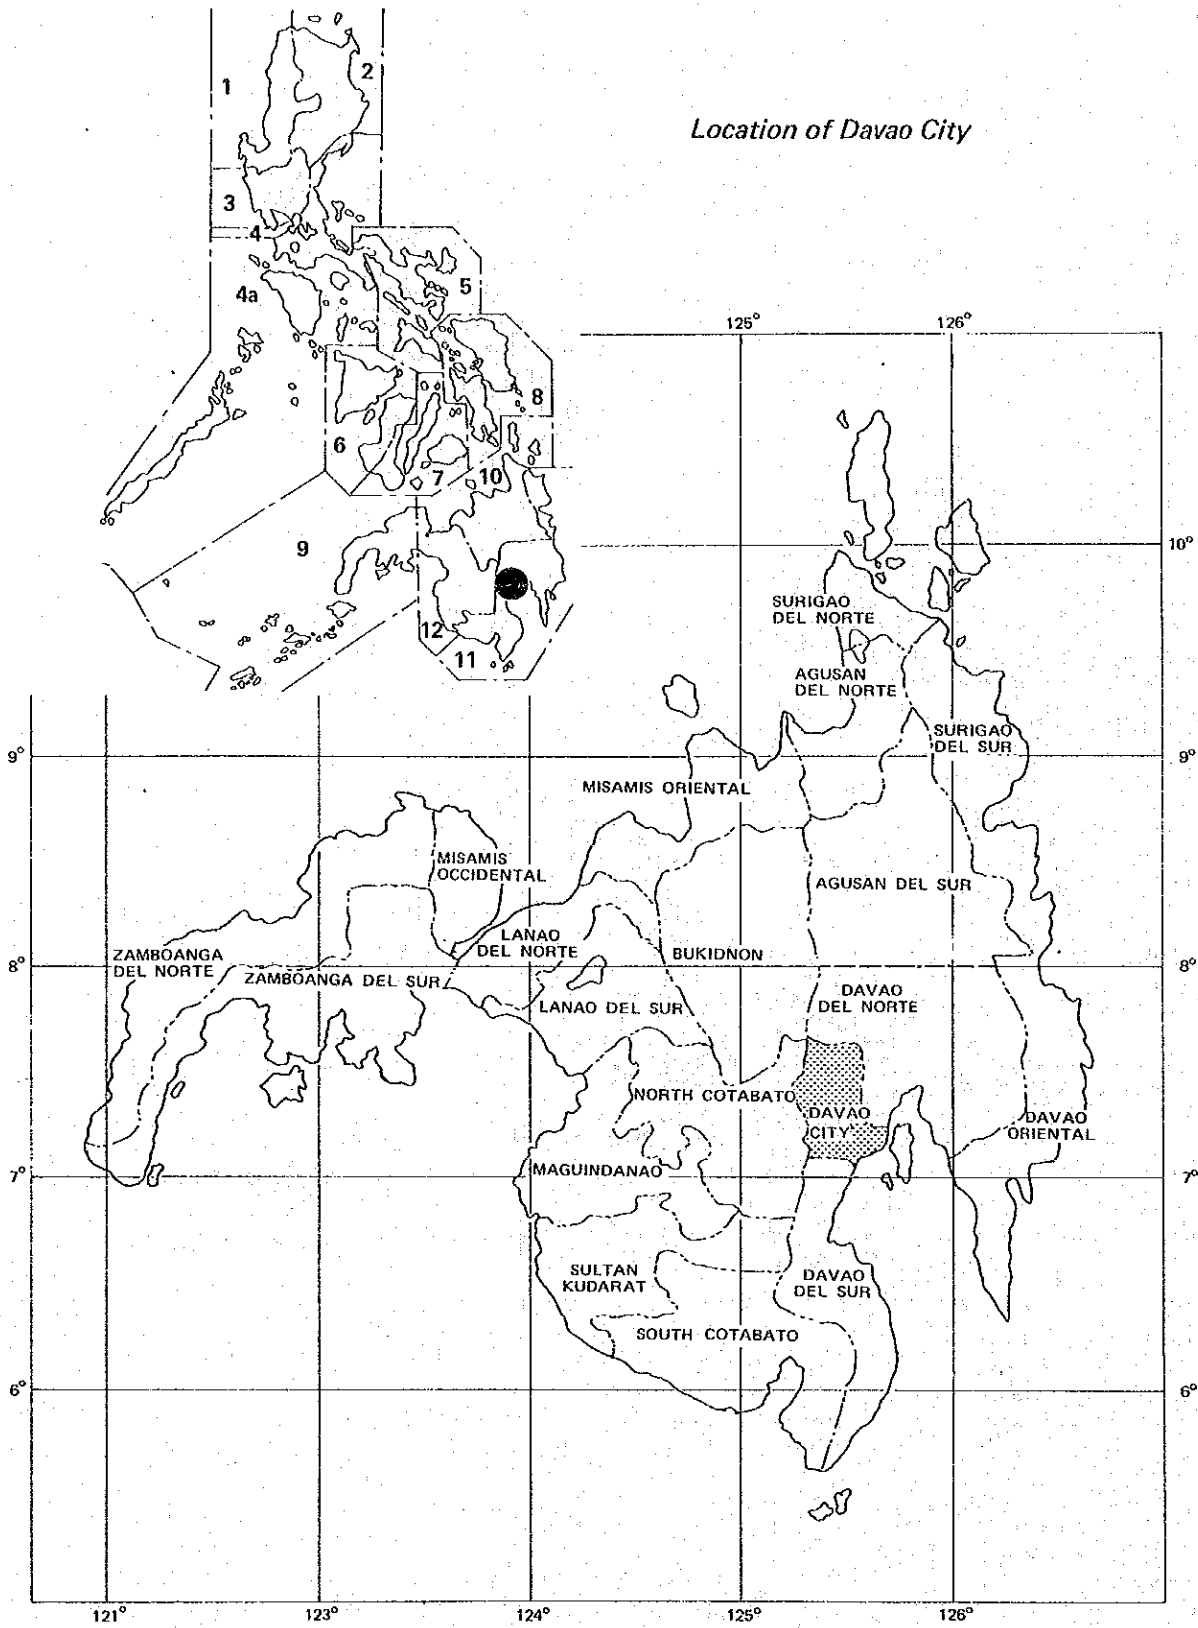 Location of Davao City
1
2
3
4
4a
5
6
7
8
9
10
11
12
125°
126°
10°
SURIGAO
DEL NORTE
AGUSAN
DEL NORTE
SURIGAO
DEL SUR
9°
9°
MISAMIS ORIENTAL
MISAMIS
OCCIDENTAL
AGUSAN DEL SUR
LANAO
DEL NORTE
ZAMBOANGA
DEL NORTE
BUKIDNON
8°
8°
ZAMBOANGA DEL SUR
LANAO DEL SUR
DAVAO
DEL NORTE
NORTH COTABATO
DAVAO
CITY
DAVAO
ORIENTAL
MAGUINDANAO
7°
7°
SULTAN
KUDARAT
DAVAO
DEL SUR
SOUTH COTABATO
6°
6°
121°
123°
124°
125°
126°